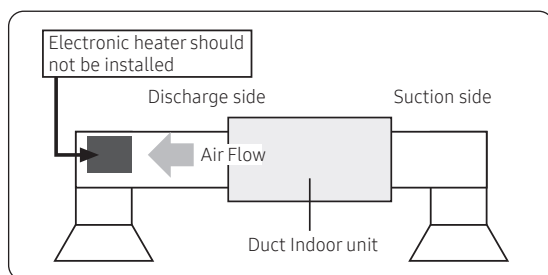 Electronic heater should
not be installed
Discharge side
Suction side
Air Flow
Duct Indoor unit